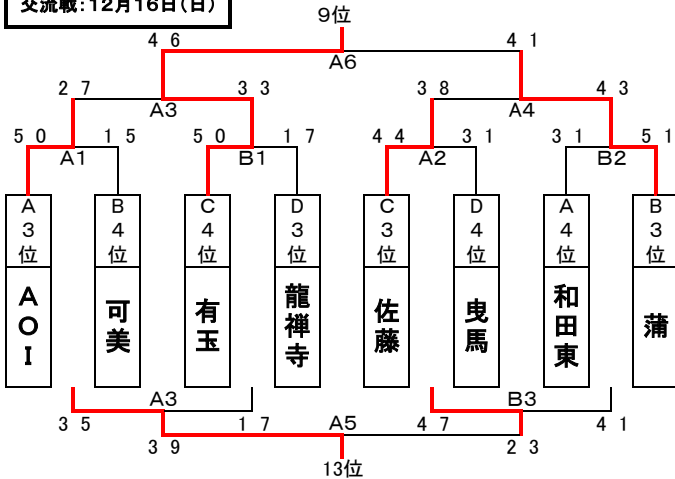 交流戦：12月16日（日）
9位
46 41
A6
27 33 38 43
A3 A4
50 15 50 17 44 31 31 51
A1 B1 A2 B2
A3位 B4位 C4位 D3位 C3位 D4位 A4位 B3位
AOI 可美 有玉 龍禅寺 佐藤 曳馬 和田東 蒲
A3 B3
35 17 A5 47 41
39 23
13位